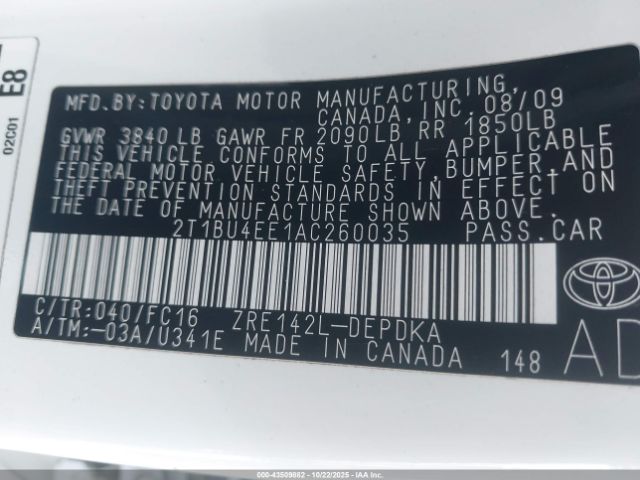 E8
02C01
MFD.BY:TOYOTA MOTOR MANUFACTURING,
CANADA, INC. 08/09
GVWR 3840 LB GAWR FR 2090LB RR 1850LB
THIS VEHICLE CONFORMS TO ALL APPLICABLE
FEDERAL MOTOR VEHICLE SAFETY,BUMPER,AND
THEFT PREVENTION STANDARDS IN EFFECT ON
THE DATE OF MANUFACTURE SHOWN ABOVE.
2T1BU4EE1AC260035 PASS.CAR
C/TR:040/FC16 ZRE142L-DEPDKA
A/TM:-03A/U341E MADE IN CANADA 148
AD
000-43509862 10/22/2025 IAAI.COM